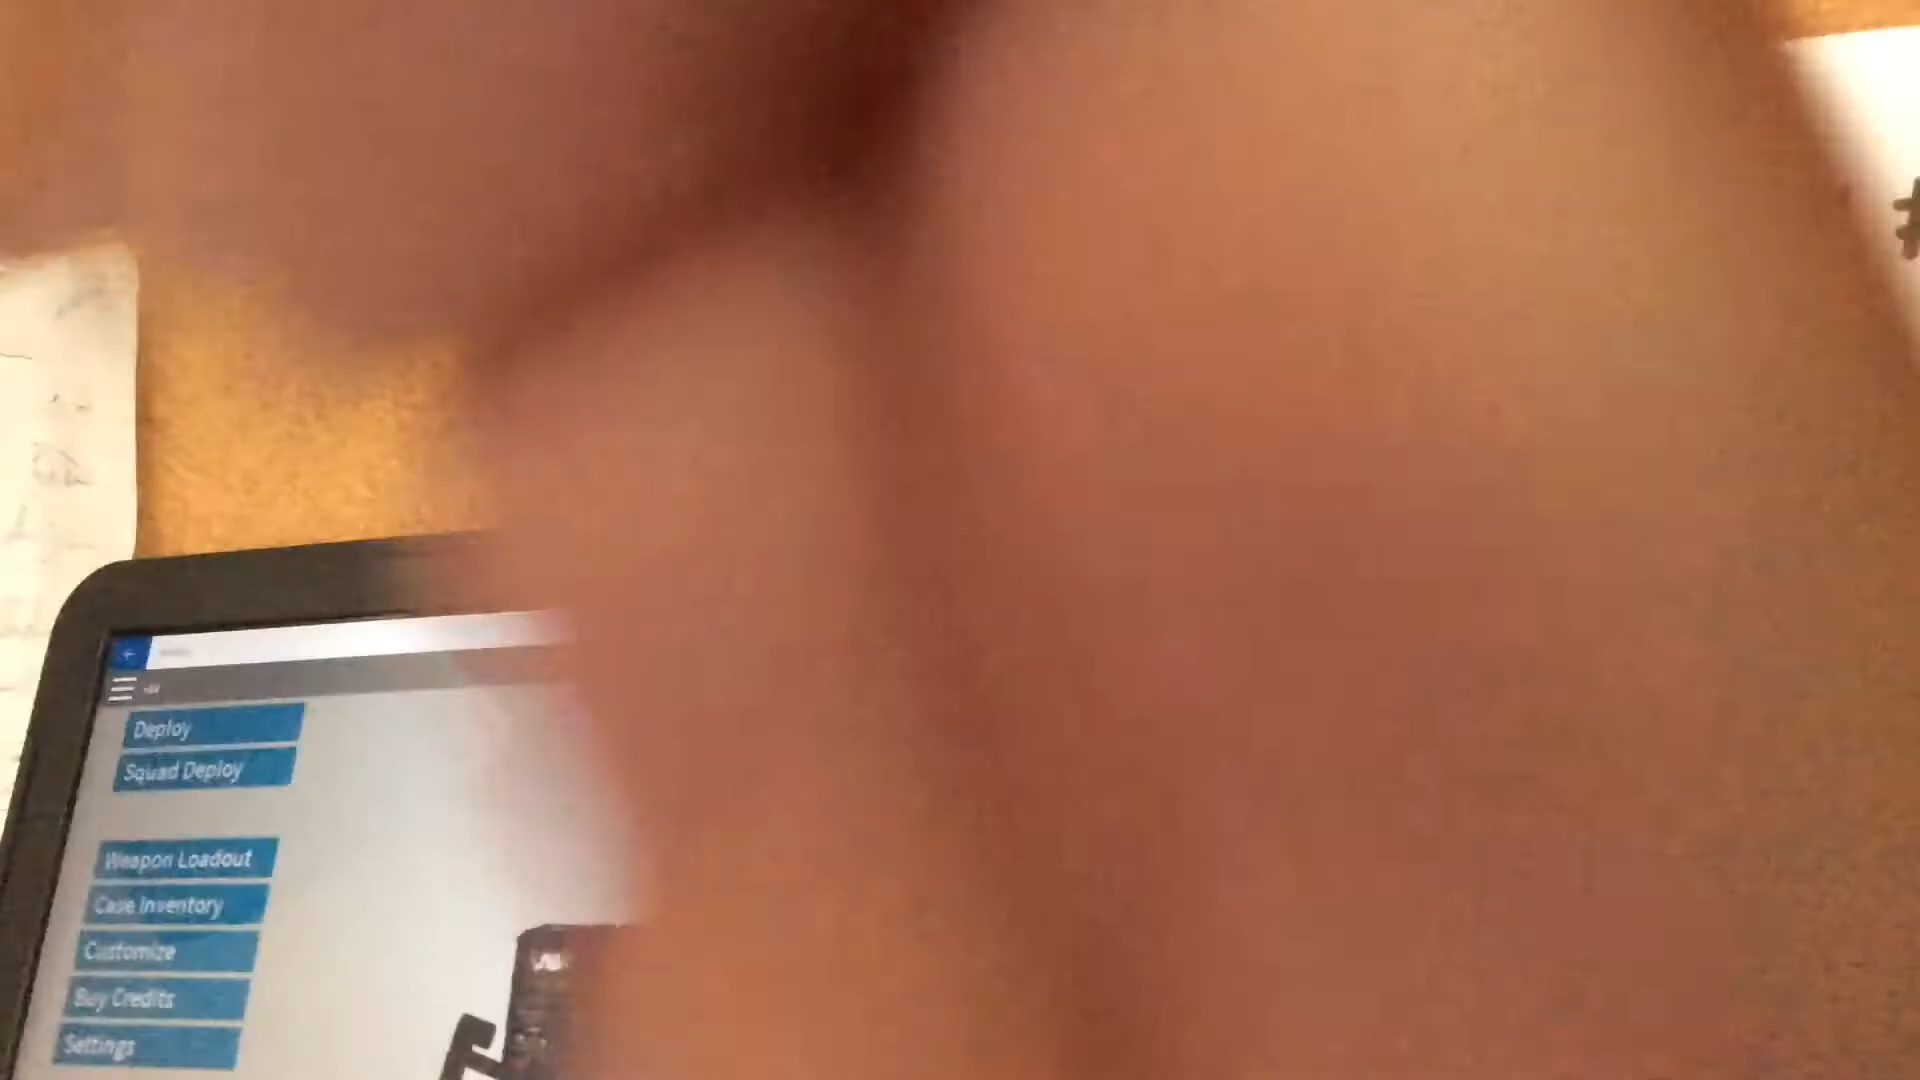 Deploy
Squad Deploy
Weapon Loadout
Case Inventory
Customize
Buy Credits
Settings